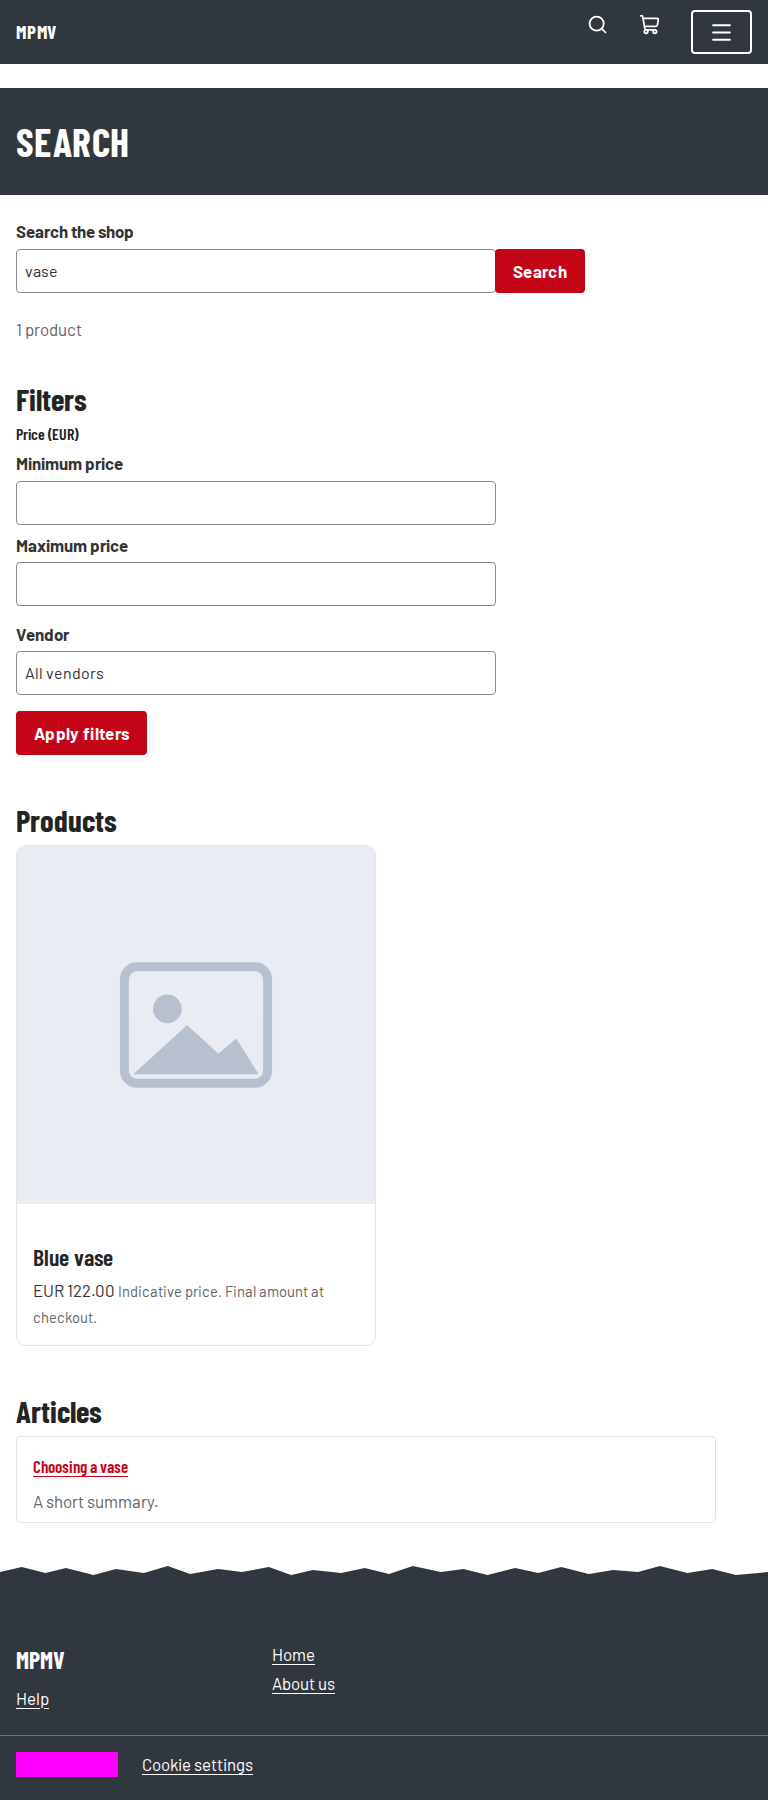 MPMV
SEARCH
Search the shop
vase
Search
1 product
Filters
Price (EUR)
Minimum price
Maximum price
Vendor
All vendors
Apply filters
Products
Blue vase
EUR 122.00 Indicative price. Final amount at
checkout.
Articles
Choosing a vase
A short summary.
MPMV
Help
Home
About us
Cookie settings